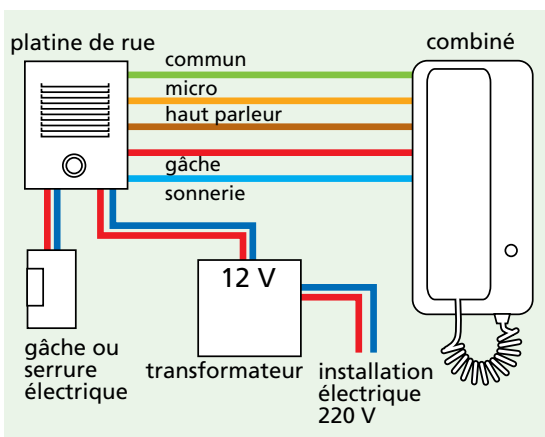 platine de rue
combiné
commun
micro
haut parleur
gâche
sonnerie
12 V
gâche ou
serrure
électrique
transformateur
installation
électrique
220 V